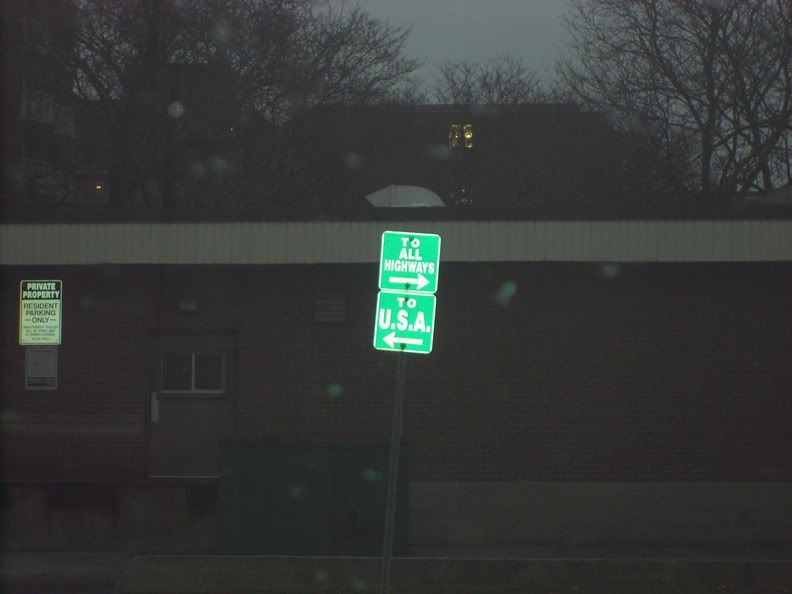 TO
ALL
HIGHWAYS
TO
U.S.A.
PRIVATE
PROPERTY
RESIDENT
PARKING
ONLY